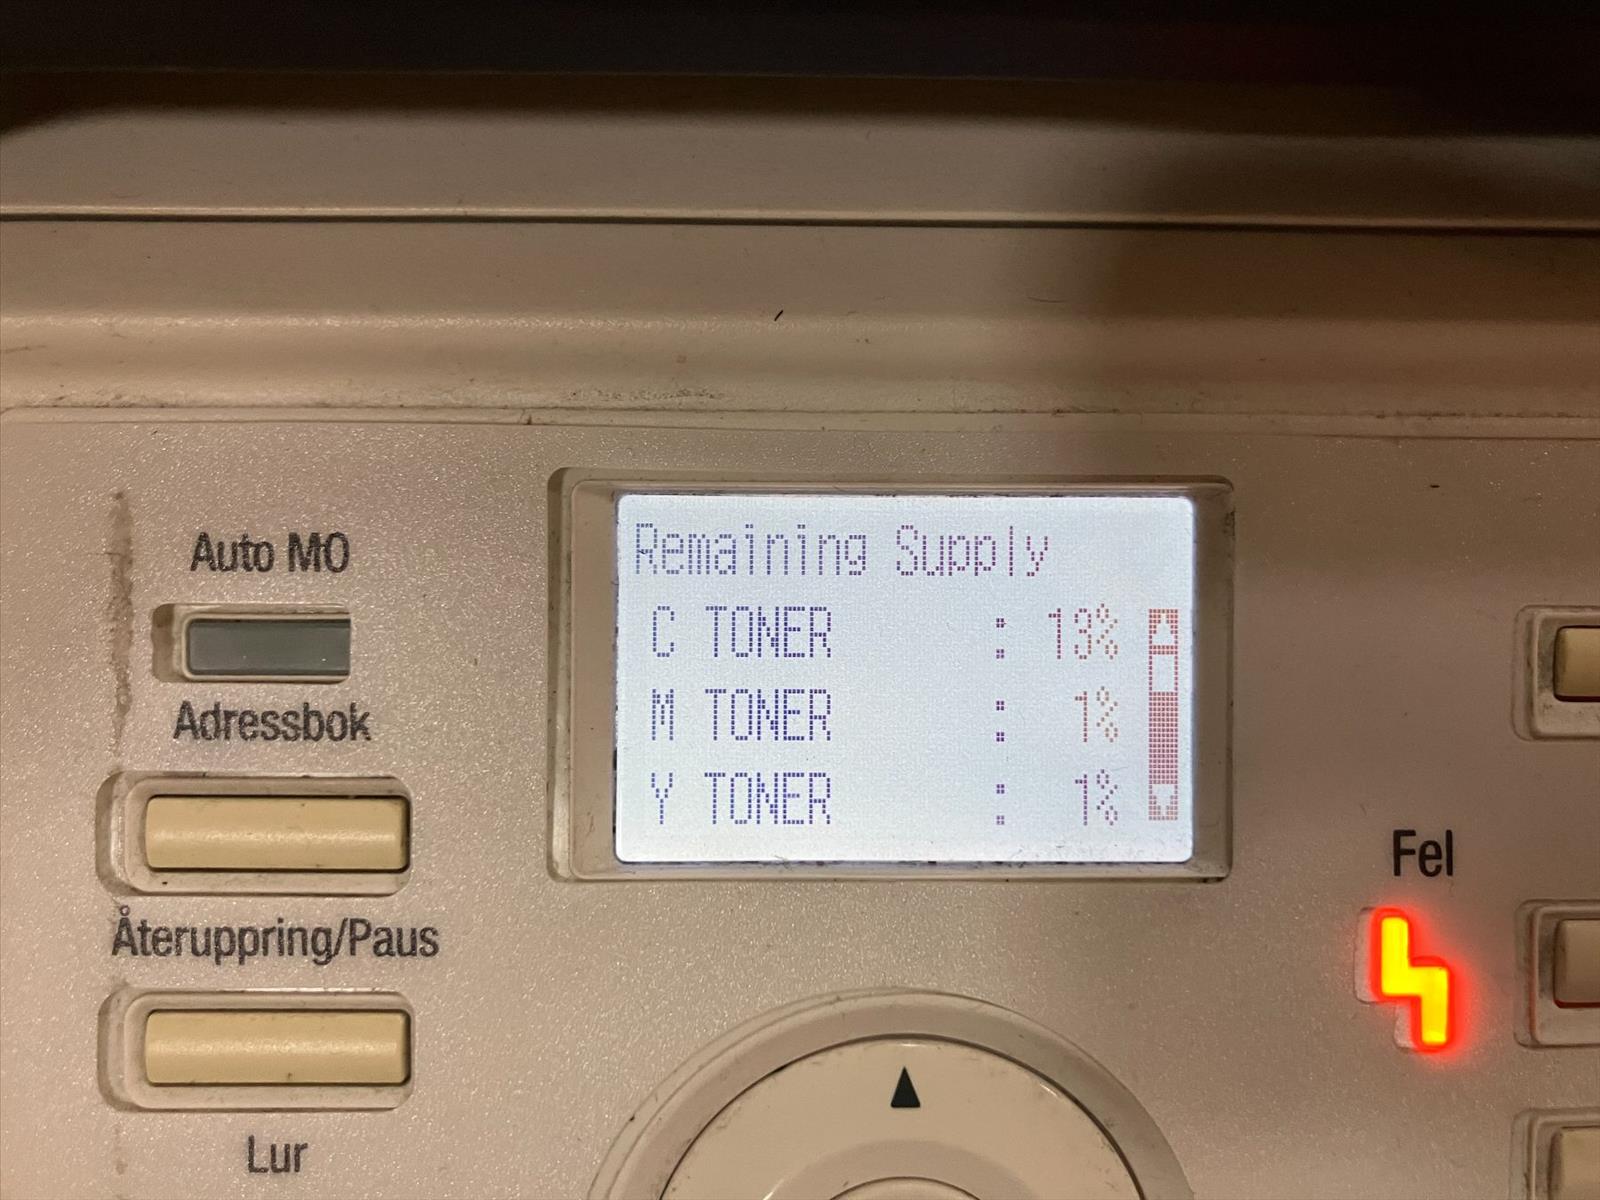 Auto MO
Remaining Supply
C TONER : 13%
M TONER : 1%
Y TONER : 1%
Adressbok
Fel
Återuppring/Paus
Lur